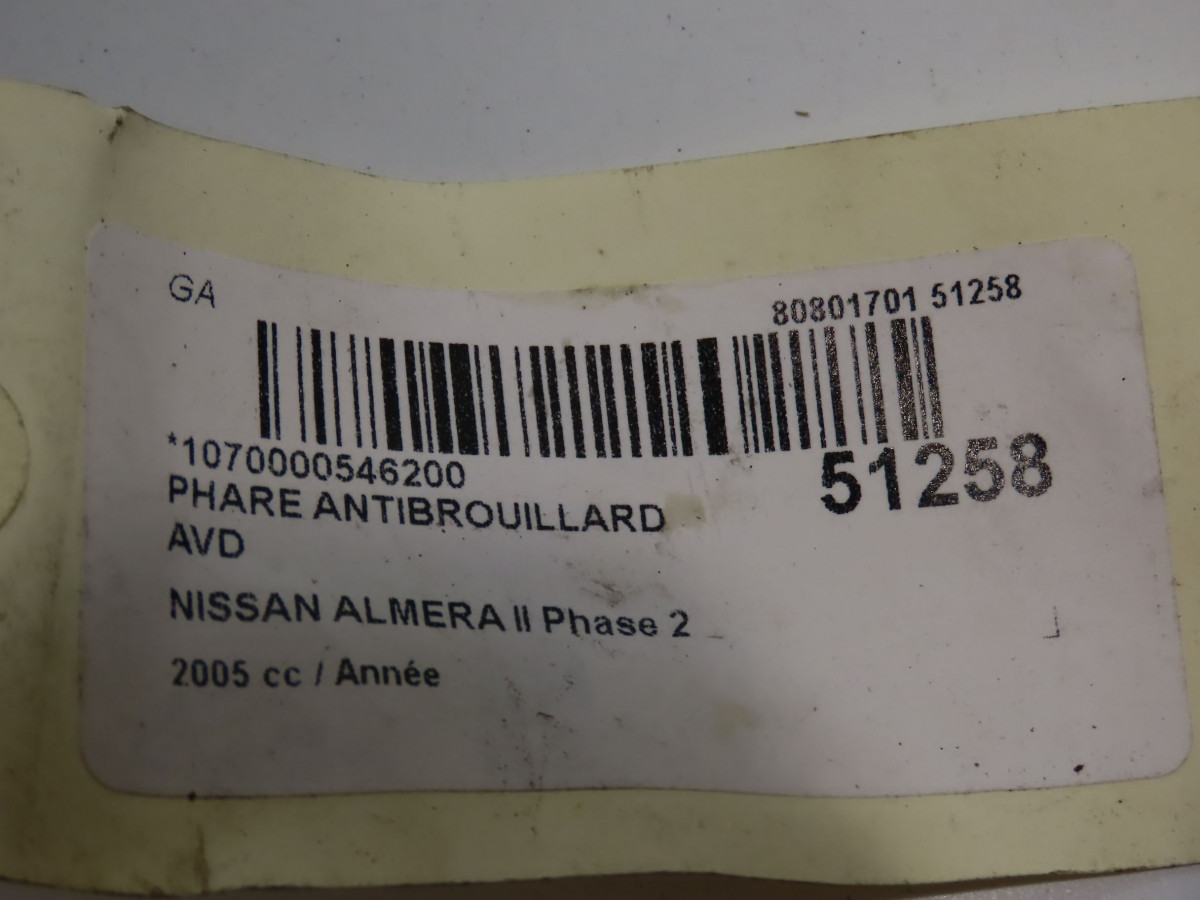 GA
80801701 51258
*1070000546200
51258
PHARE ANTIBROUILLARD
AVD
NISSAN ALMERA II Phase 2
2005 cc / Année